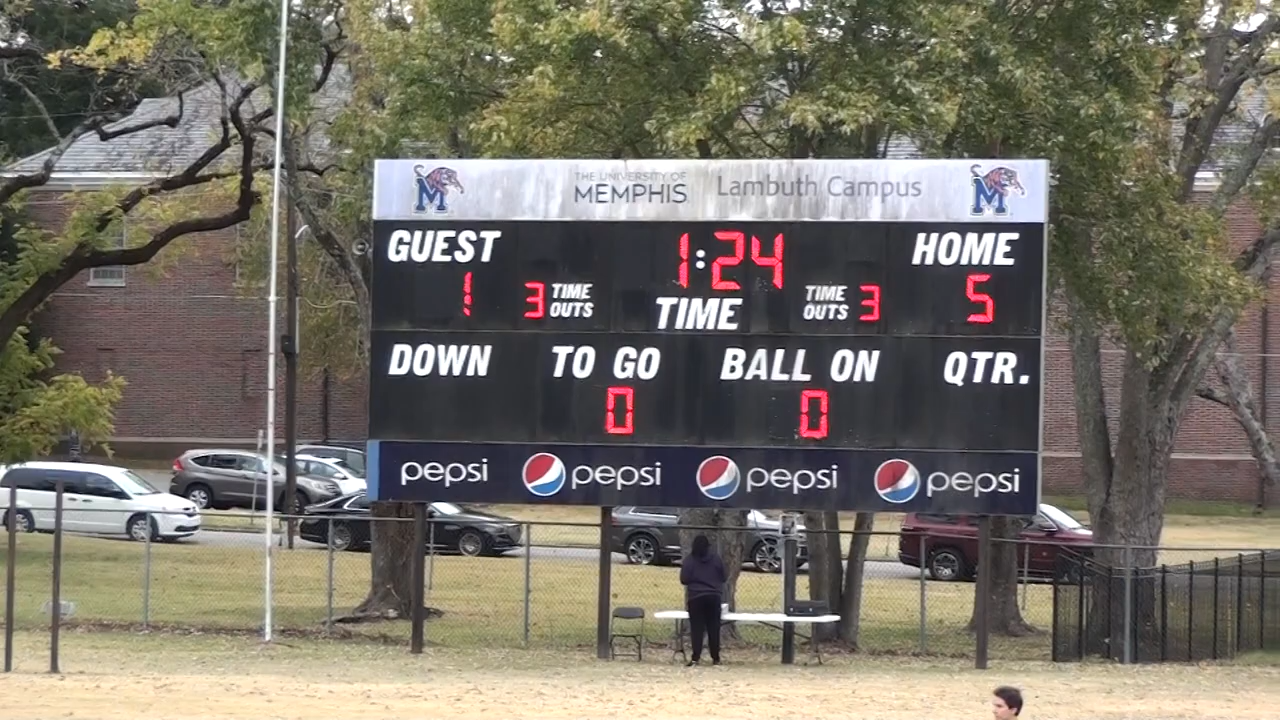 M THE UNIVERSITY OF MEMPHIS Lambuth Campus M
GUEST 1:24 HOME
1 3 TIME OUTS TIME TIME OUTS 3 5
DOWN TO GO BALL ON QTR.
0 0
pepsi pepsi pepsi pepsi